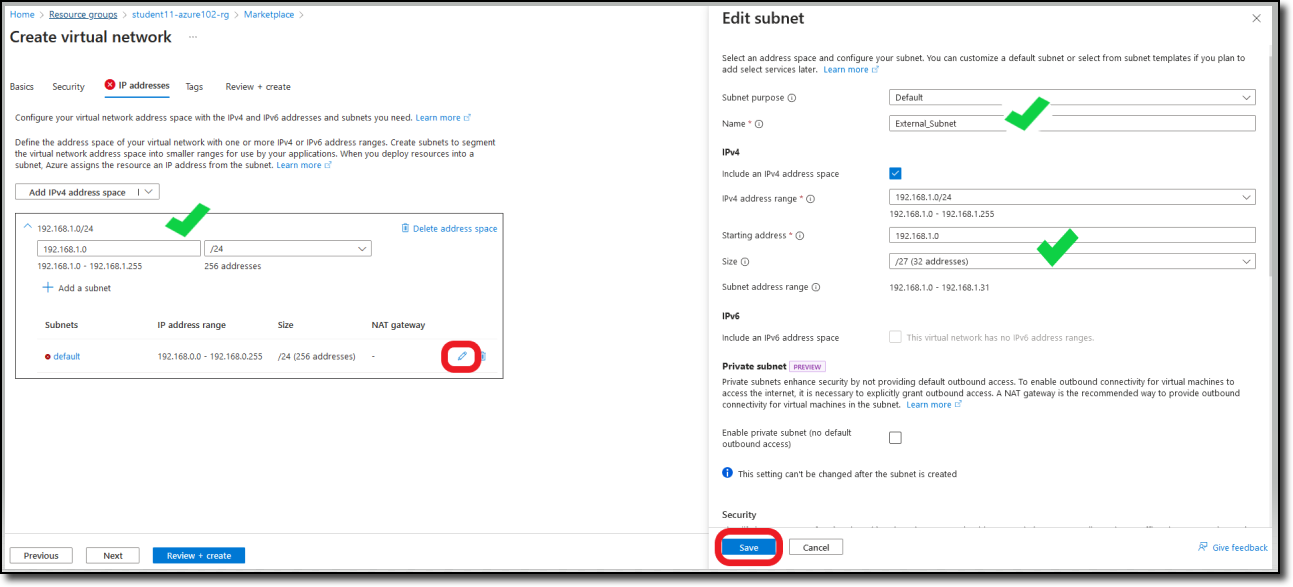 Home > Resource groups > student11-azure102-rg > Marketplace >
Create virtual network ...
Basics Security IP addresses Tags Review + create
Configure your virtual network address space with the IPv4 and IPv6 addresses and subnets you need. Learn more
Define the address space of your virtual network with one or more IPv4 or IPv6 address ranges. Create subnets to segment
the virtual network address space into smaller ranges for use by your applications. When you deploy resources into a
subnet, Azure assigns the resource an IP address from the subnet. Learn more
Add IPv4 address space
192.168.1.0/24 Delete address space
192.168.1.0 /24
192.168.1.0 - 192.168.1.255 256 addresses
+ Add a subnet
Subnets IP address range Size NAT gateway
default 192.168.0.0 - 192.168.0.255 /24 (256 addresses) -
Previous Next Review + create
Edit subnet
Select an address space and configure your subnet. You can customize a default subnet or select from subnet templates if you plan to
add select services later. Learn more
Subnet purpose Default
Name * External_Subnet
IPv4
Include an IPv4 address space
IPv4 address range * 192.168.1.0/24
192.168.1.0 - 192.168.1.255
Starting address * 192.168.1.0
Size /27 (32 addresses)
Subnet address range 192.168.1.0 - 192.168.1.31
IPv6
Include an IPv6 address space This virtual network has no IPv6 address ranges.
Private subnet PREVIEW
Private subnets enhance security by not providing default outbound access. To enable outbound connectivity for virtual machines to
access the internet, it is necessary to explicitly grant outbound access. A NAT gateway is the recommended way to provide outbound
connectivity for virtual machines in the subnet. Learn more
Enable private subnet (no default
outbound access)
This setting can't be changed after the subnet is created
Security
Save Cancel Give feedback